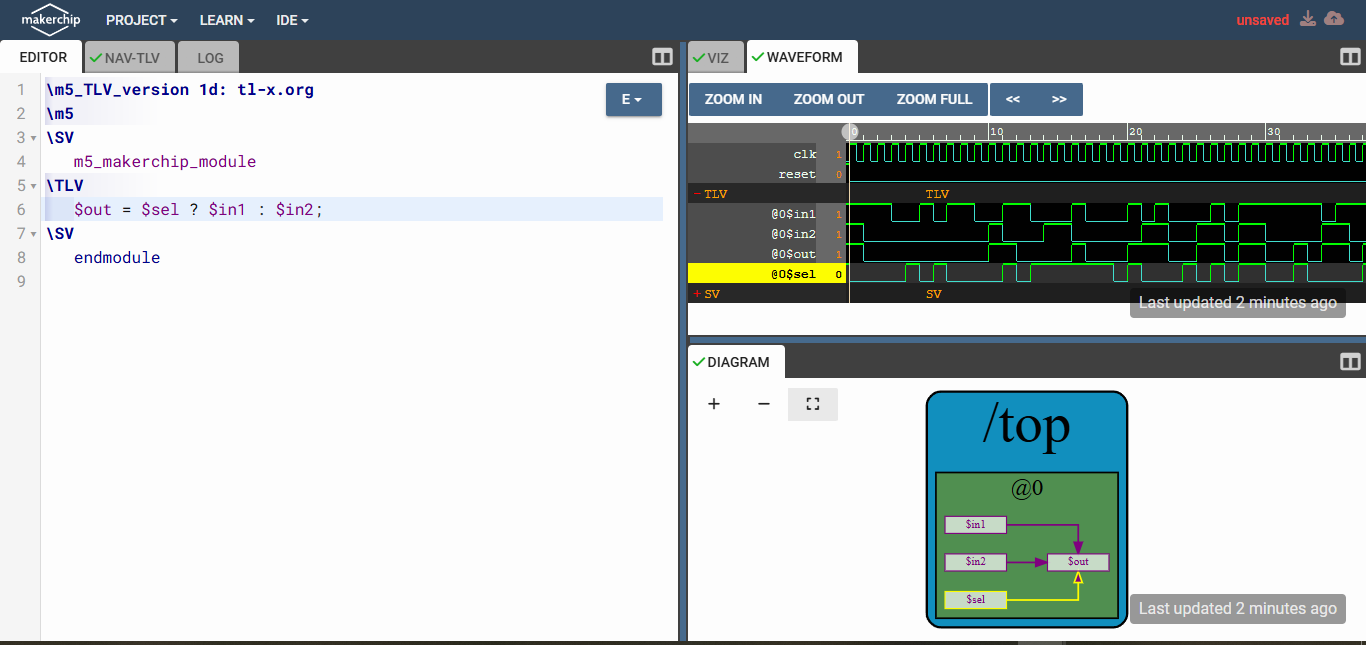 makerchip PROJECT LEARN IDE unsaved
EDITOR NAV-TLV LOG
1 \m5_TLV_version 1d: tl-x.org
2 \m5
3 \SV
4 m5_makerchip_module
5 \TLV
6 $out = $sel ? $in1 : $in2;
7 \SV
8 endmodule
9
E
VIZ WAVEFORM
ZOOM IN ZOOM OUT ZOOM FULL << >>
0 10 20 30
clk 1
reset 0
- TLV TLV
@0$in1 1
@0$in2 1
@0$out 1
@0$sel 0
+ SV SV
Last updated 2 minutes ago
DIAGRAM
+ −
/top
@0
$in1
$in2 $out
$sel
Last updated 2 minutes ago